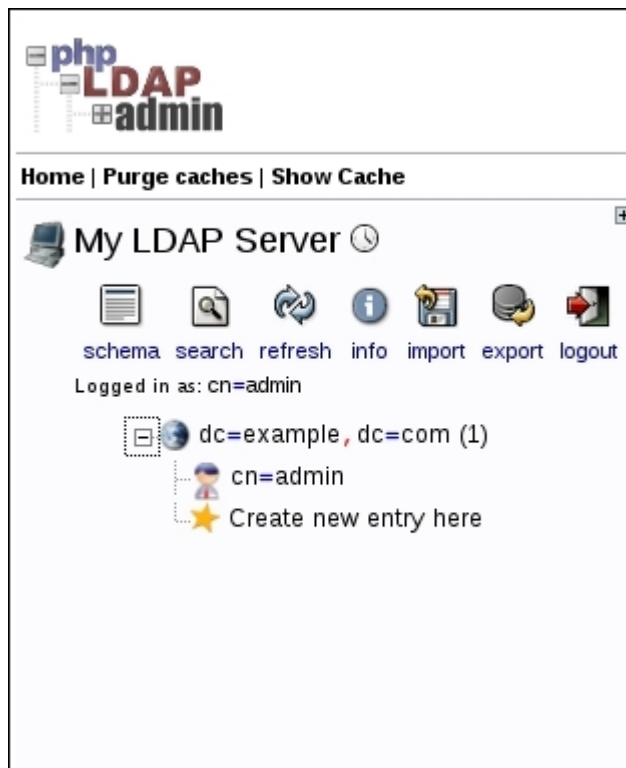 php
LDAP
admin
Home | Purge caches | Show Cache
My LDAP Server
schema search refresh info import export logout
Logged in as: cn=admin
dc=example, dc=com (1)
cn=admin
Create new entry here